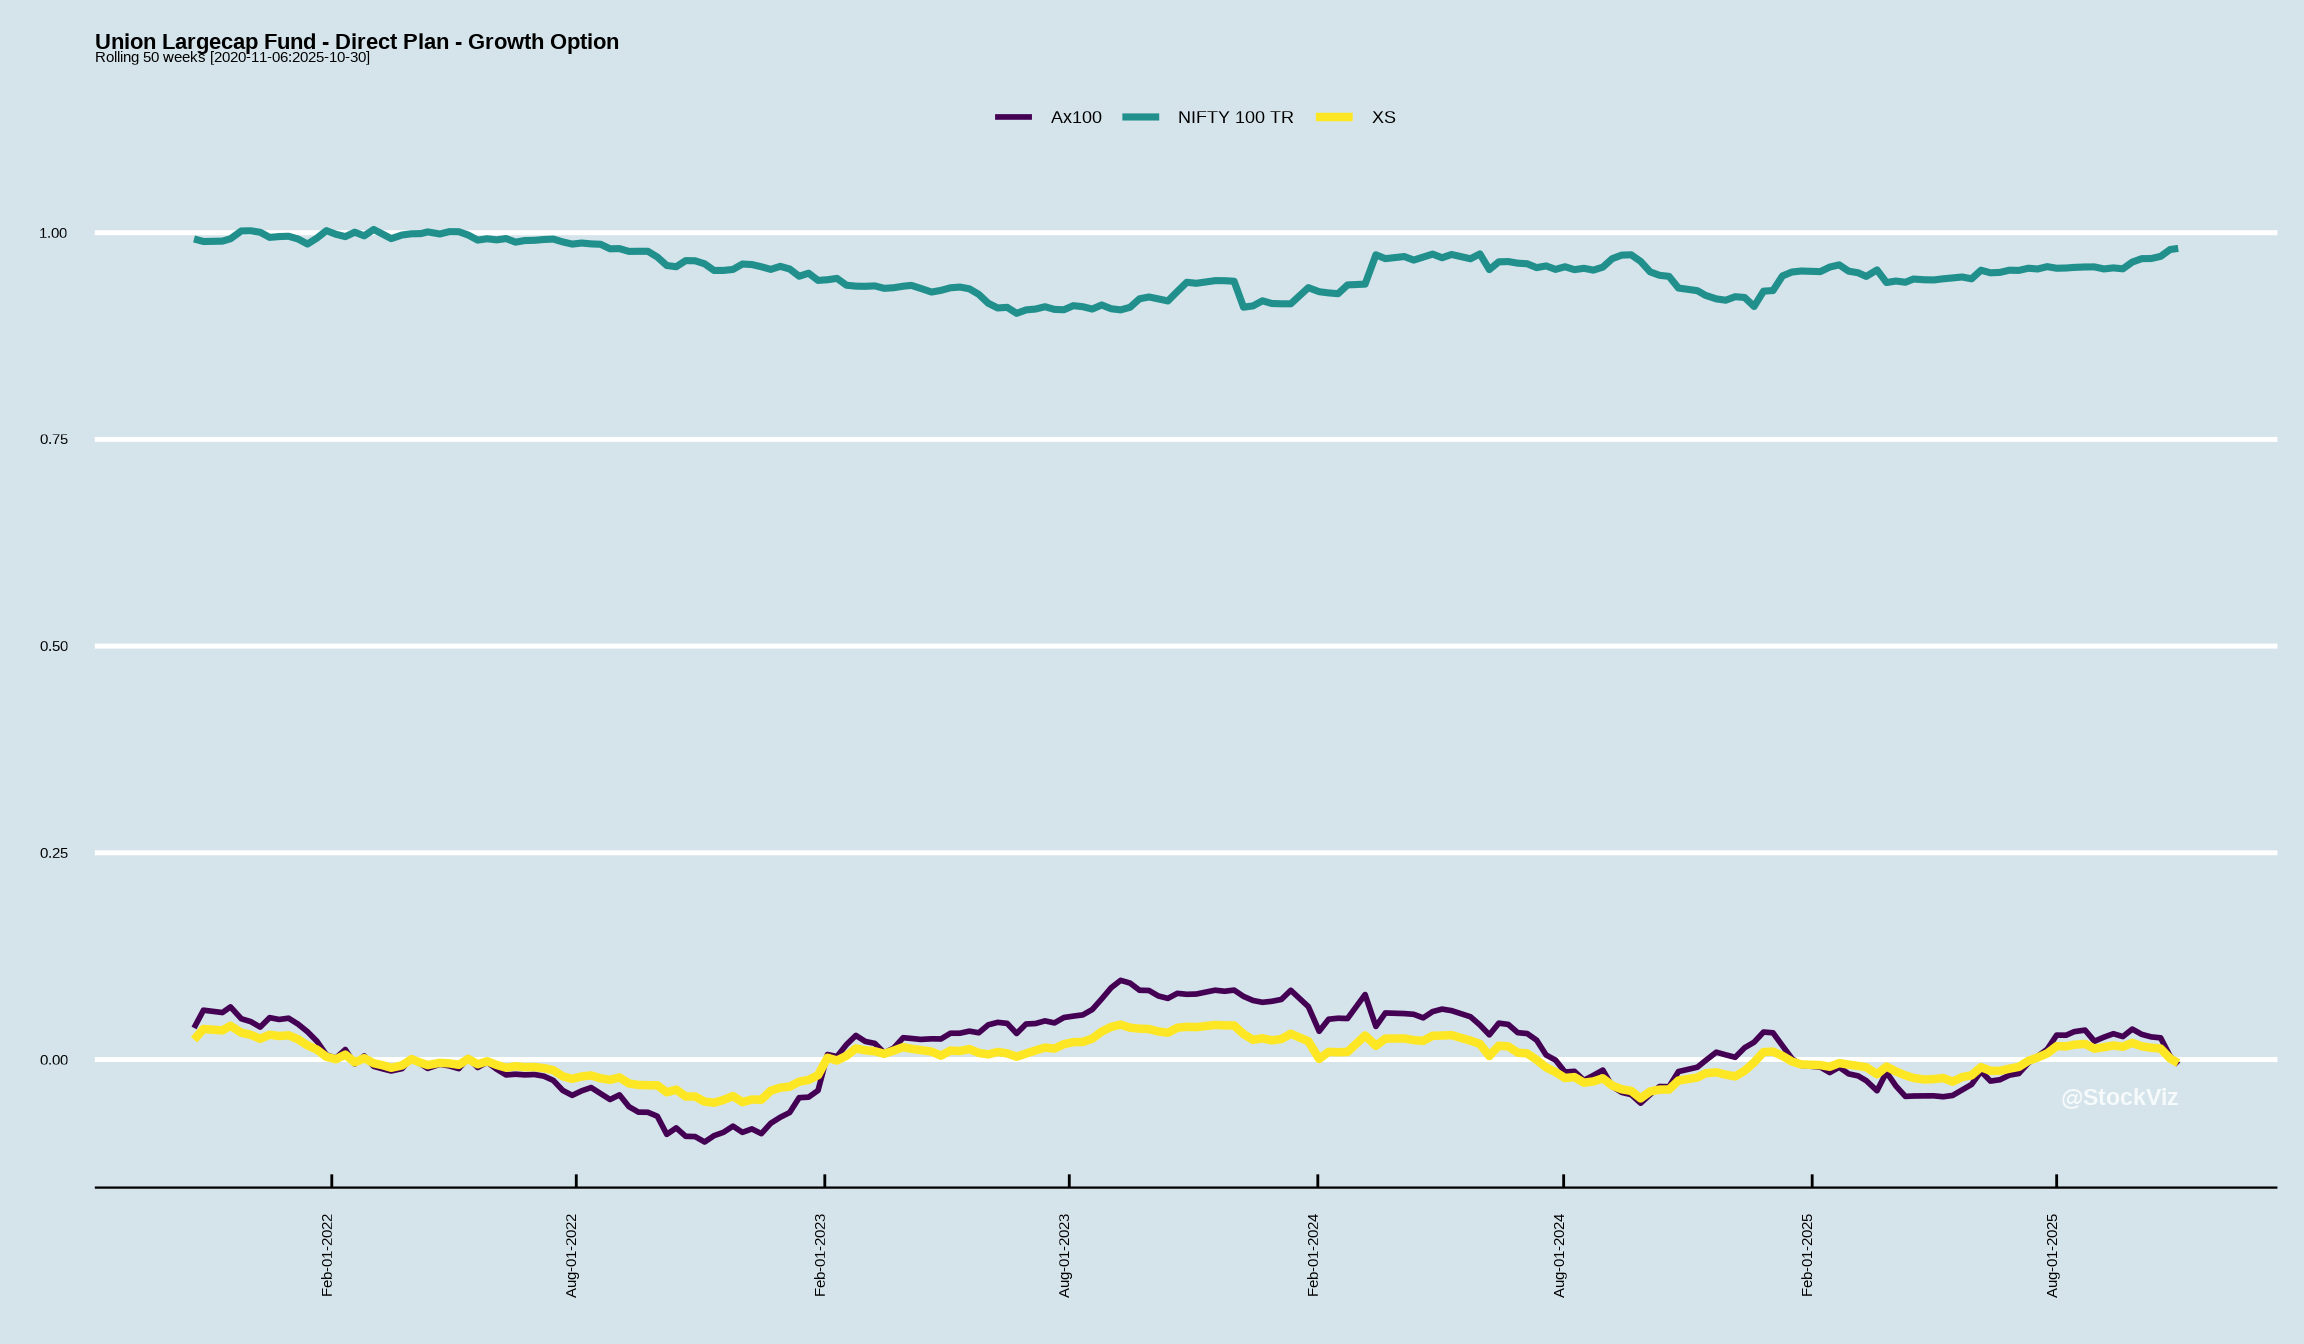 Union Largecap Fund - Direct Plan - Growth Option
Rolling 50 weeks [2020-11-06:2025-10-30]
Ax100 NIFTY 100 TR XS
1.00
0.75
0.50
0.25
0.00
@StockViz
Feb-01-2022
Aug-01-2022
Feb-01-2023
Aug-01-2023
Feb-01-2024
Aug-01-2024
Feb-01-2025
Aug-01-2025